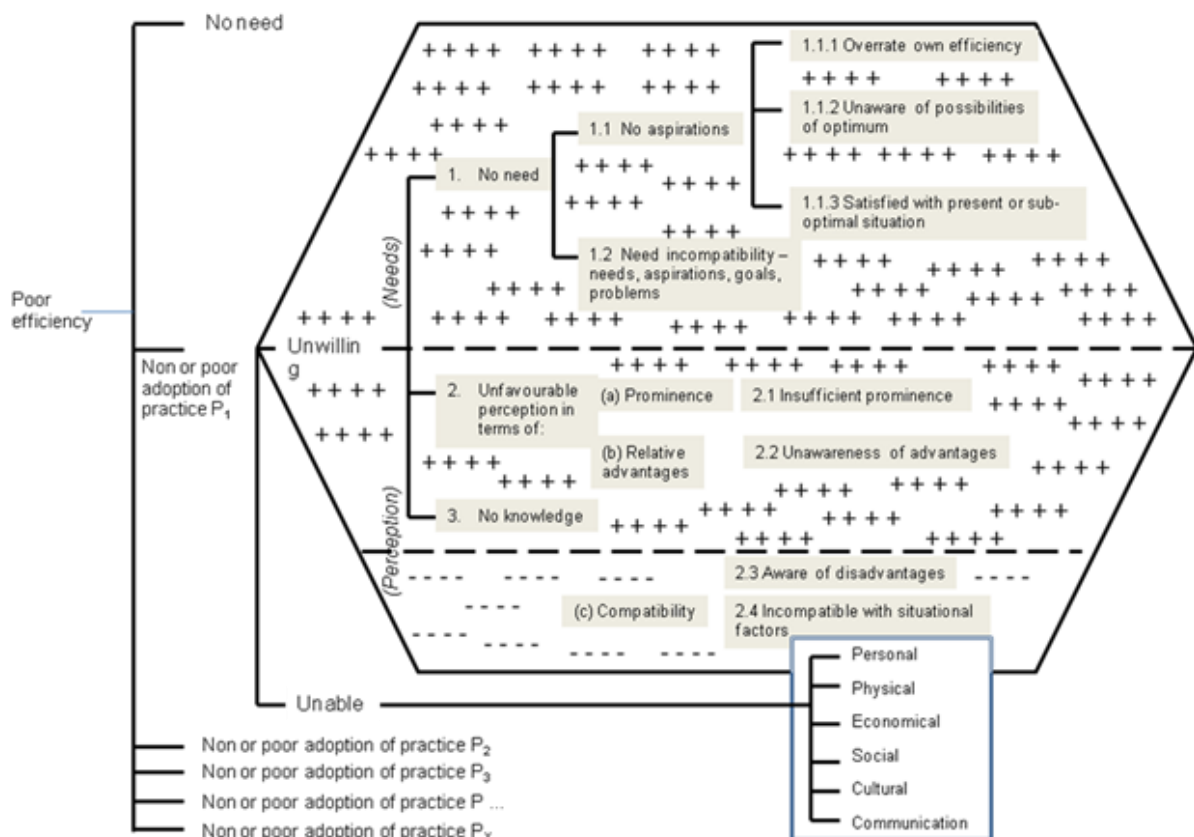 No need
Poor
efficiency
Non or poor
adoption of
practice P₁
Unwillin
g
(Needs)
(Perception)
1. No need
1.1 No aspirations
1.1.1 Overrate own efficiency
1.1.2 Unaware of possibilities
of optimum
1.1.3 Satisfied with present or sub-
optimal situation
1.2 Need incompatibility –
needs, aspirations, goals,
problems
2. Unfavourable
perception in
terms of:
(a) Prominence
2.1 Insufficient prominence
(b) Relative
advantages
2.2 Unawareness of advantages
3. No knowledge
2.3 Aware of disadvantages
(c) Compatibility
2.4 Incompatible with situational
factors
Unable
Personal
Physical
Economical
Social
Cultural
Communication
Non or poor adoption of practice P₂
Non or poor adoption of practice P₃
Non or poor adoption of practice P ...
Non or poor adoption of practice Pₓ